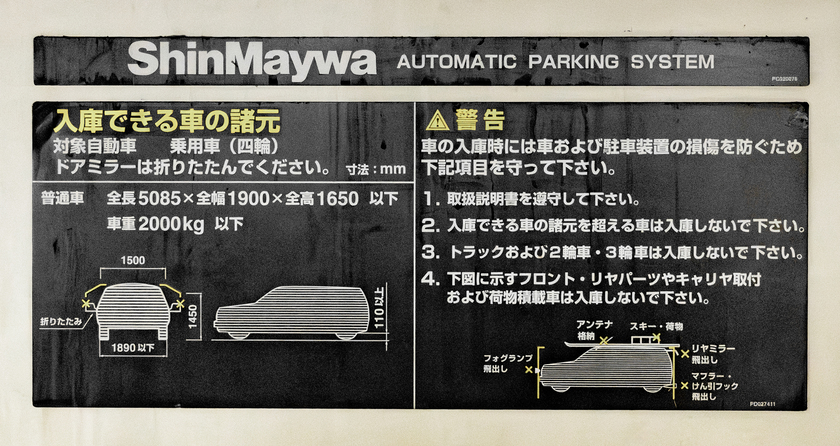 ShinMaywa AUTOMATIC PARKING SYSTEM
入庫できる車の諸元
対象自動車 乗用車（四輪）
ドアミラーは折りたたんでください。 寸法：mm
普通車 全長5085×全幅1900×全高1650 以下
車重2000kg 以下
1500
折りたたみ
1450
1890以下
110以上
警告
車の入庫時には車および駐車装置の損傷を防ぐため
下記項目を守って下さい。
1. 取扱説明書を遵守して下さい。
2. 入庫できる車の諸元を超える車は入庫しないで下さい。
3. トラックおよび2輪車・3輪車は入庫しないで下さい。
4. 下図に示すフロント・リヤパーツやキャリヤ取付
および荷物積載車は入庫しないで下さい。
アンテナ
格納
スキー・荷物
フォグランプ
飛出し
リヤミラー
飛出し
マフラー・
けん引フック
飛出し
PD027411